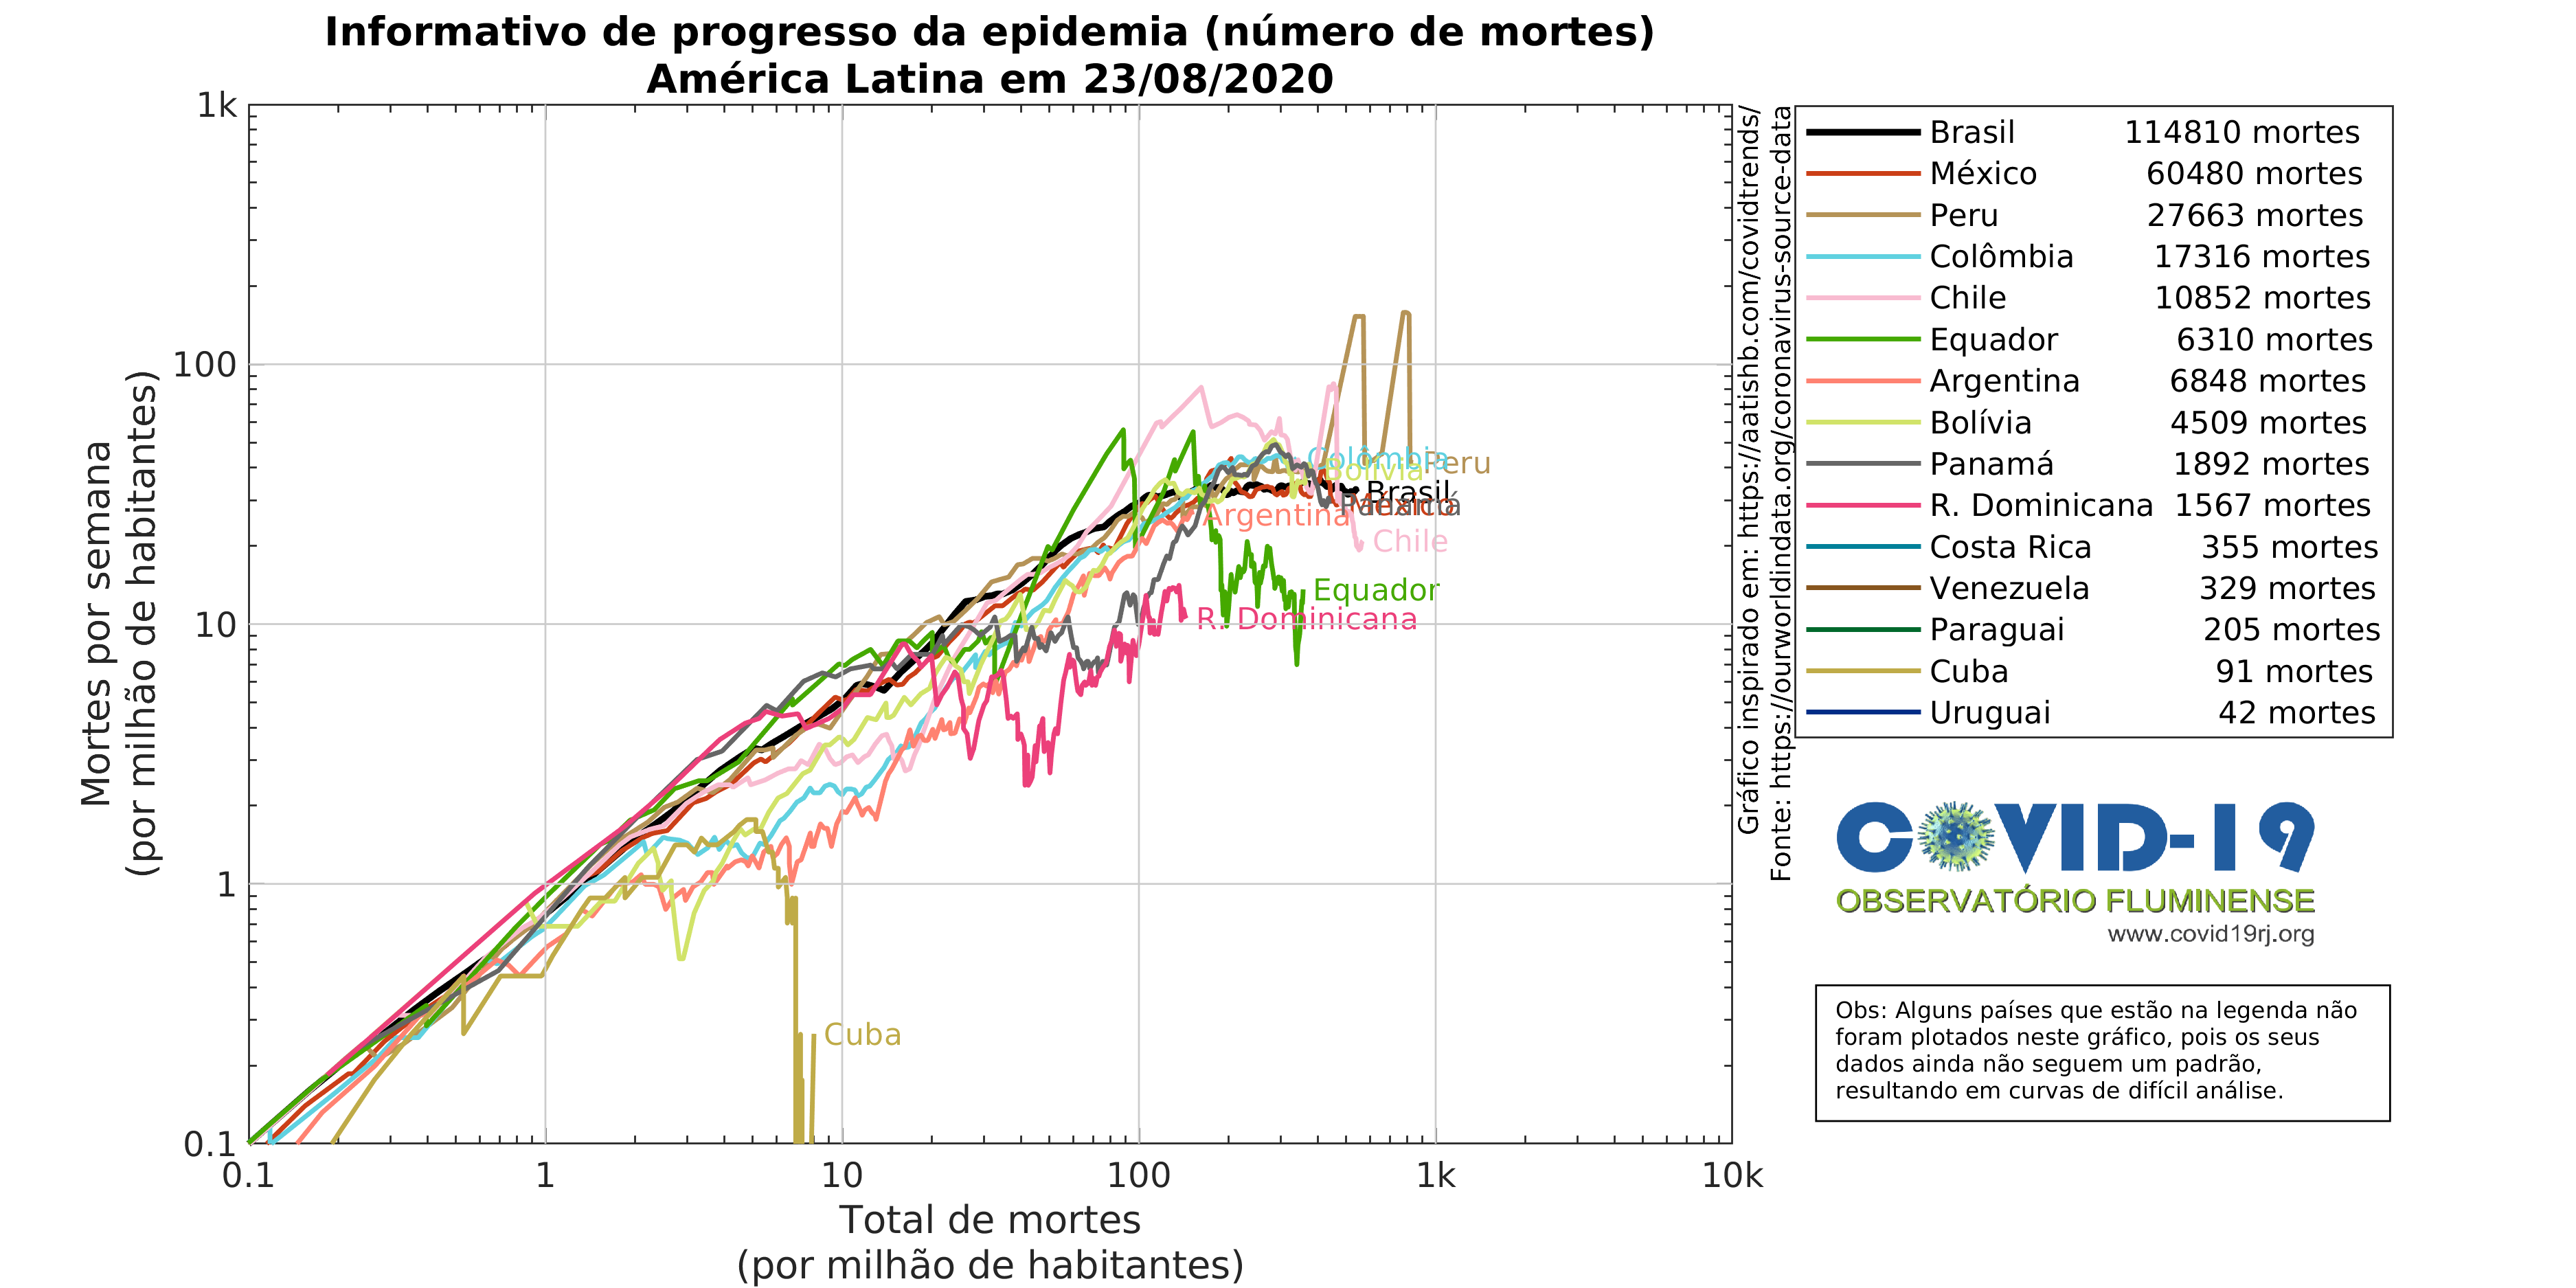 Informativo de progresso da epidemia (número de mortes)
América Latina em 23/08/2020
1k
100
10
1
0.1
Mortes por semana
(por milhão de habitantes)
0.1
1
10
100
1k
10k
Total de mortes
(por milhão de habitantes)
Colômbia
Peru
Bolívia
Brasil
México
Panamá
Argentina
Chile
Equador
R. Dominicana
Cuba
Gráfico inspirado em: https://aatishb.com/covidtrends/
Fonte: https://ourworldindata.org/coronavirus-source-data
Brasil 114810 mortes
México 60480 mortes
Peru 27663 mortes
Colômbia 17316 mortes
Chile 10852 mortes
Equador 6310 mortes
Argentina 6848 mortes
Bolívia 4509 mortes
Panamá 1892 mortes
R. Dominicana 1567 mortes
Costa Rica 355 mortes
Venezuela 329 mortes
Paraguai 205 mortes
Cuba 91 mortes
Uruguai 42 mortes
COVID-19
OBSERVATÓRIO FLUMINENSE
www.covid19rj.org
Obs: Alguns países que estão na legenda não
foram plotados neste gráfico, pois os seus
dados ainda não seguem um padrão,
resultando em curvas de difícil análise.